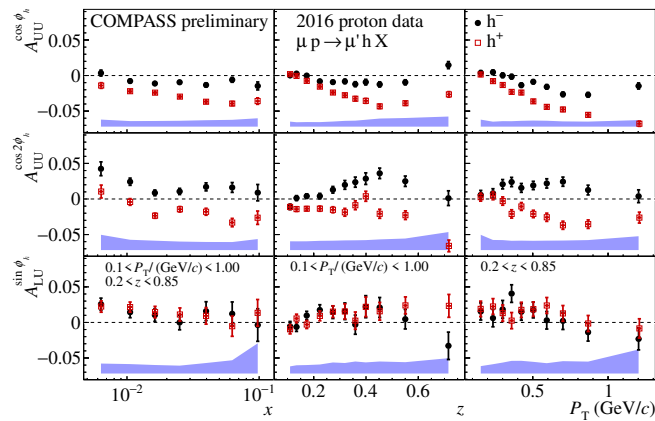 COMPASS preliminary
2016 proton data
μ p → μ' h X
h⁻
h⁺
A_UU^{cos ϕ_h}
0.05
0
−0.05
A_UU^{cos 2ϕ_h}
0.05
0
−0.05
A_LU^{sin ϕ_h}
0.1 < P_T / (GeV/c) < 1.00
0.2 < z < 0.85
0.1 < P_T / (GeV/c) < 1.00
0.2 < z < 0.85
0.05
0
−0.05
10⁻² 10⁻¹ 0.2 0.4 0.6 0.8 0.5 1
x z P_T (GeV/c)